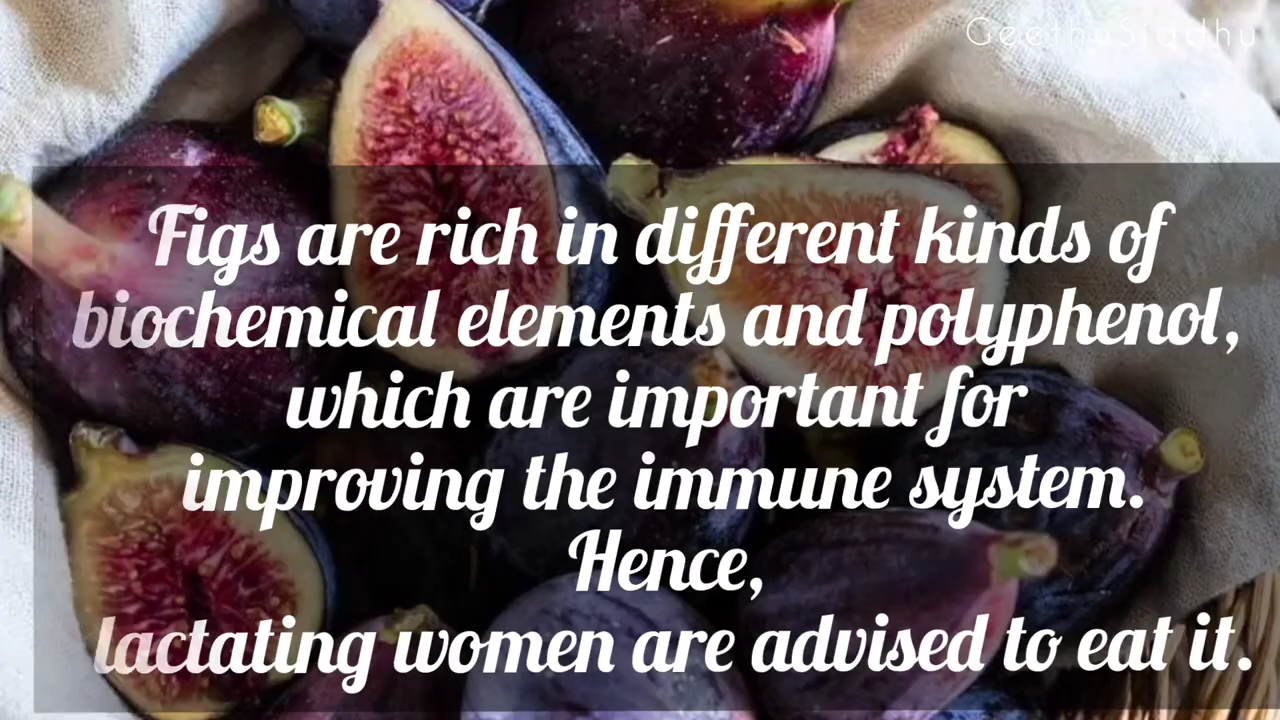 GeethuSiddhu
Figs are rich in different kinds of
biochemical elements and polyphenol,
which are important for
improving the immune system.
Hence,
lactating women are advised to eat it.